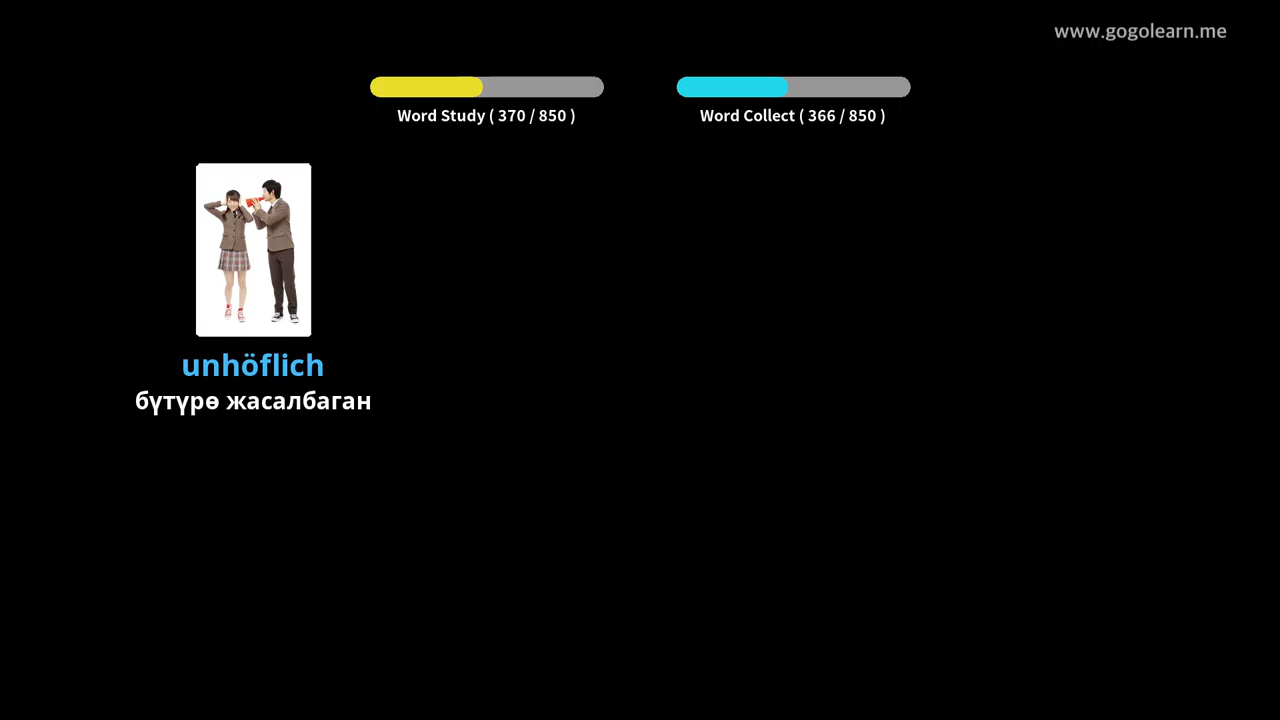 www.gogolearn.me
Word Study ( 370 / 850 )
Word Collect ( 366 / 850 )
unhöflich
бүтүрө жасалбаган